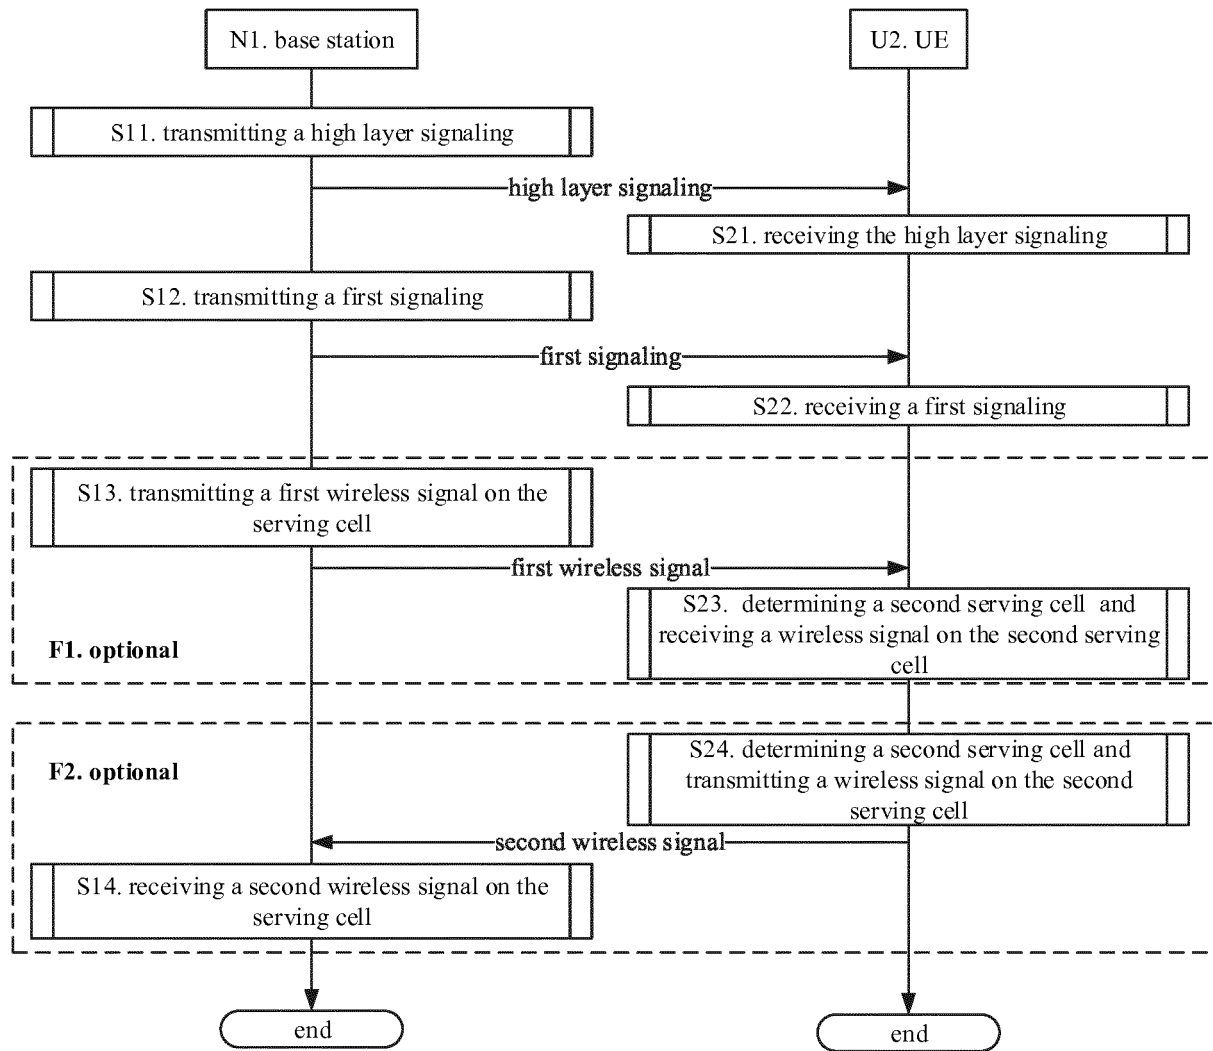 N1. base station
U2. UE
S11. transmitting a high layer signaling
high layer signaling
S21. receiving the high layer signaling
S12. transmitting a first signaling
first signaling
S22. receiving a first signaling
S13. transmitting a first wireless signal on the
serving cell
first wireless signal
S23. determining a second serving cell and
receiving a wireless signal on the second serving
cell
F1. optional
S24. determining a second serving cell and
transmitting a wireless signal on the second
serving cell
F2. optional
second wireless signal
S14. receiving a second wireless signal on the
serving cell
end
end